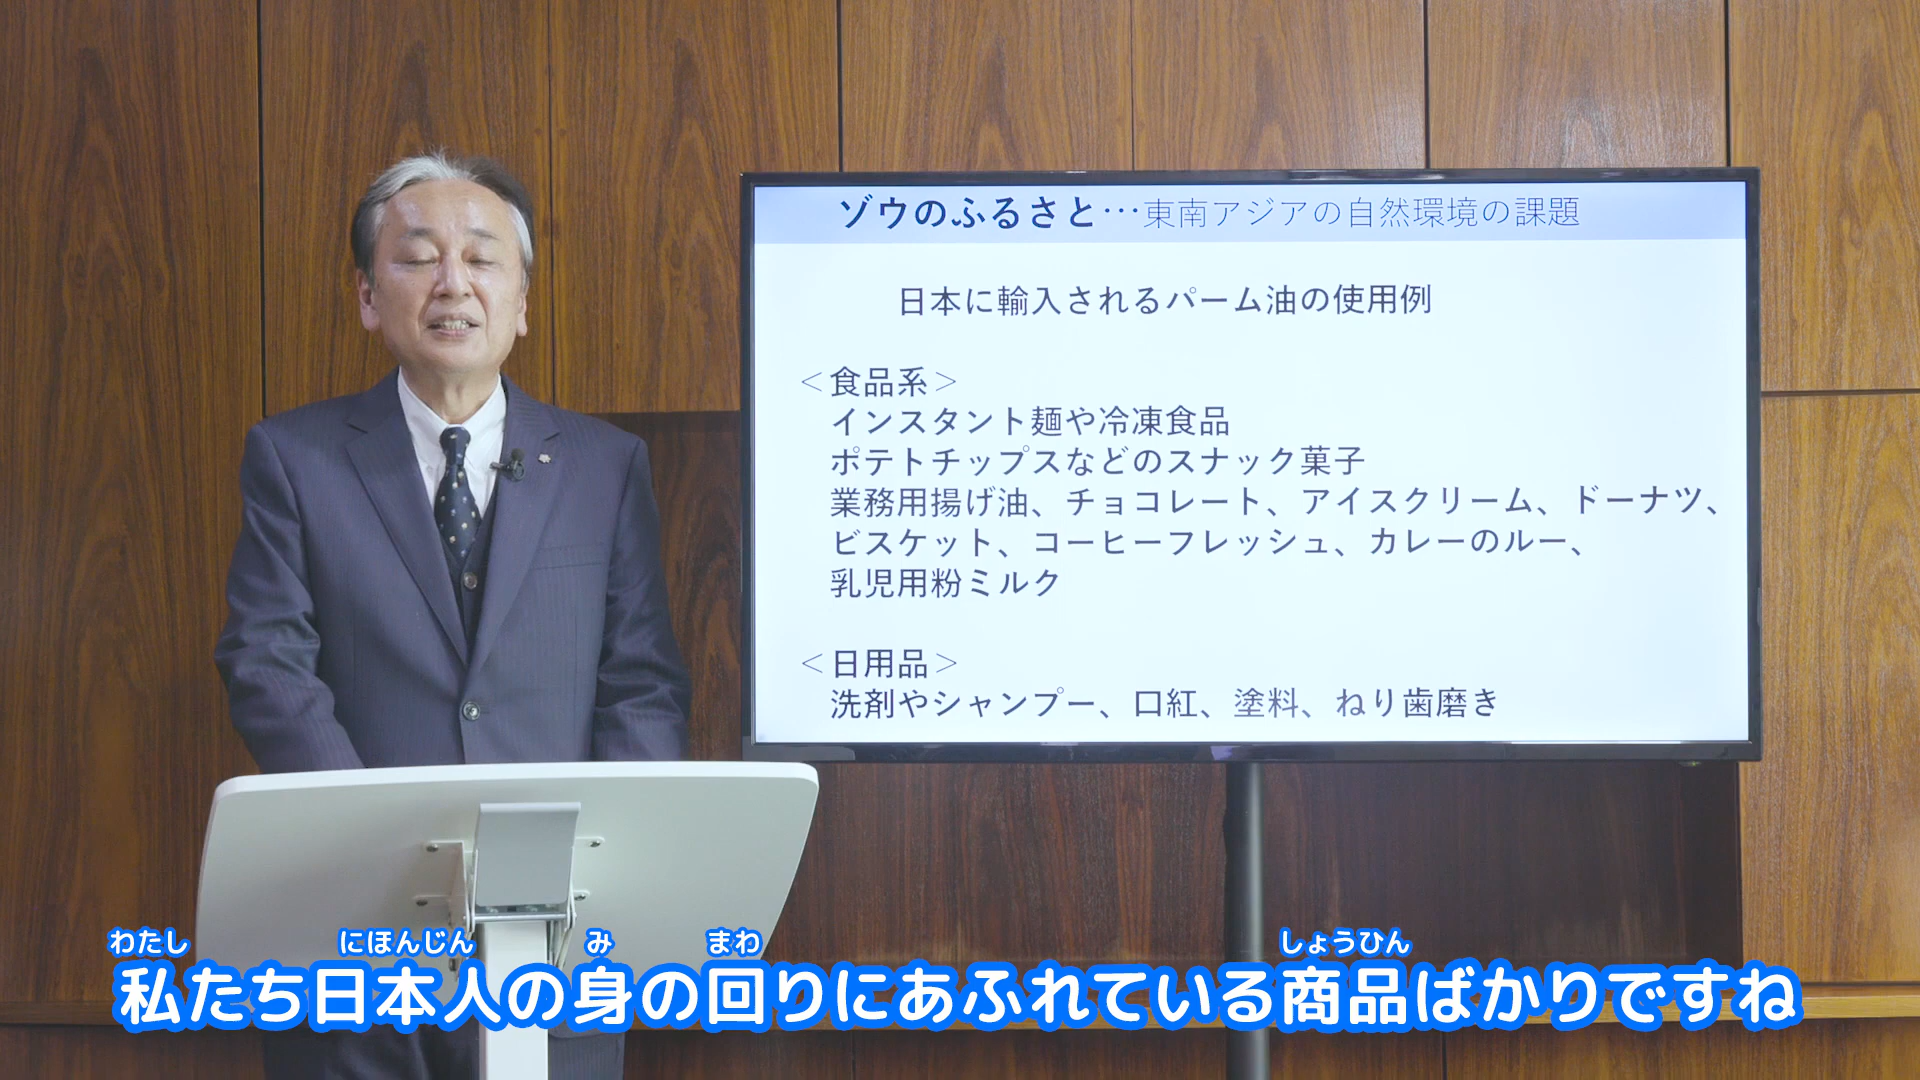 ゾウのふるさと…東南アジアの自然環境の課題
日本に輸入されるパーム油の使用例
＜食品系＞
インスタント麺や冷凍食品
ポテトチップスなどのスナック菓子
業務用揚げ油、チョコレート、アイスクリーム、ドーナツ、
ビスケット、コーヒーフレッシュ、カレーのルー、
乳児用粉ミルク
＜日用品＞
洗剤やシャンプー、口紅、塗料、ねり歯磨き
わたし にほんじん み まわ しょうひん
私たち日本人の身の回りにあふれている商品ばかりですね